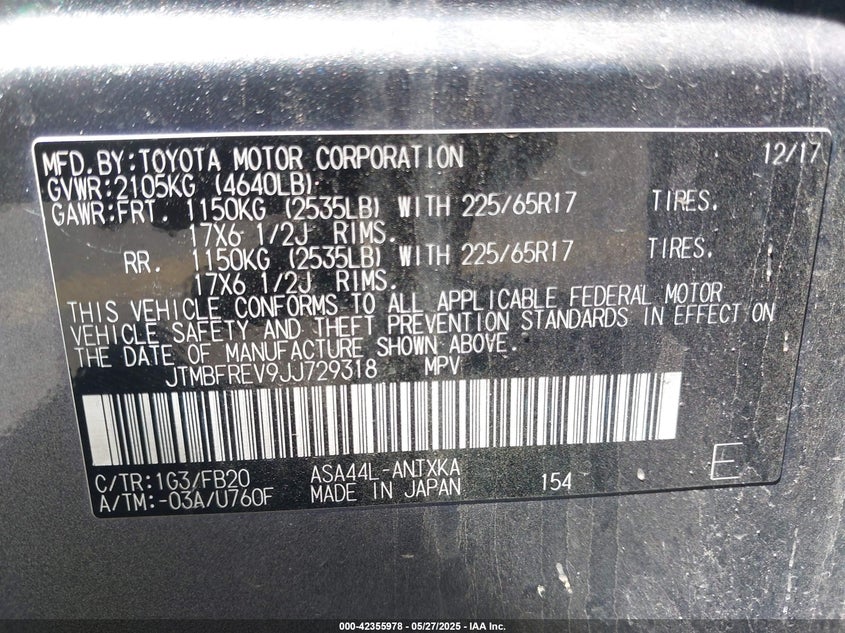 MFD.BY:TOYOTA MOTOR CORPORATION 12/17
GVWR:2105KG (4640LB)
GAWR:FRT. 1150KG (2535LB) WITH 225/65R17 TIRES.
17X6 1/2J RIMS.
RR. 1150KG (2535LB) WITH 225/65R17 TIRES.
17X6 1/2J RIMS.
THIS VEHICLE CONFORMS TO ALL APPLICABLE FEDERAL MOTOR
VEHICLE SAFETY AND THEFT PREVENTION STANDARDS IN EFFECT ON
THE DATE OF MANUFACTURE SHOWN ABOVE.
JTMBFREV9JJ729318 MPV
C/TR:1G3/FB20 ASA44L-ANTXKA
A/TM:-03A/U760F MADE IN JAPAN 154 E
000-42355978 - 05/27/2025 - IAA Inc.